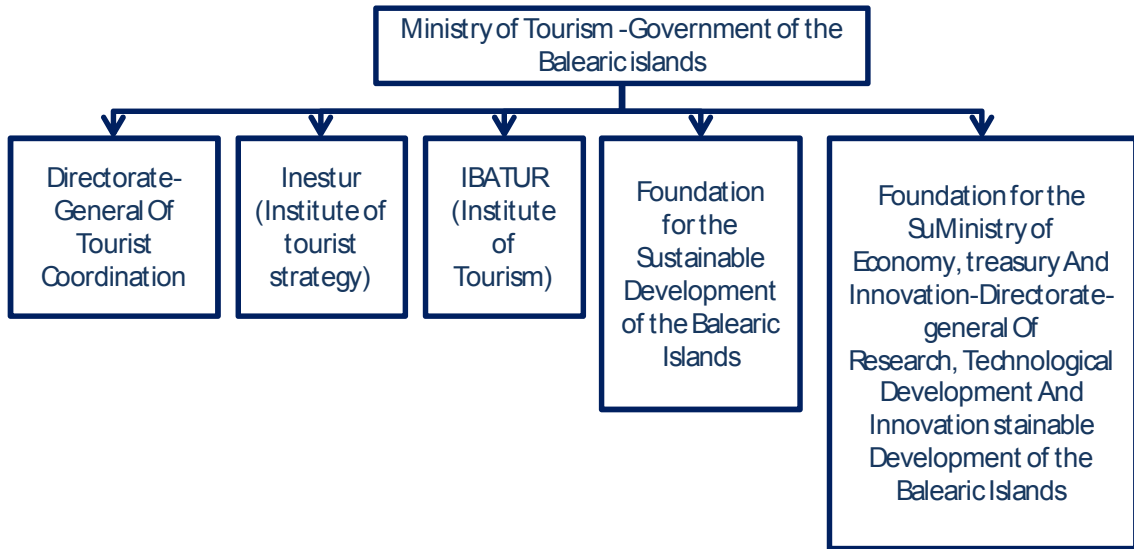 Ministry of Tourism -Government of the
Balearic islands
Directorate-
General Of
Tourist
Coordination
Inestur
(Institute of
tourist
strategy)
IBATUR
(Institute
of
Tourism)
Foundation
for the
Sustainable
Development
of the Balearic
Islands
Foundation for the
SuMinistry of
Economy, treasury And
Innovation-Directorate-
general Of
Research, Technological
Development And
Innovation stainable
Development of the
Balearic Islands